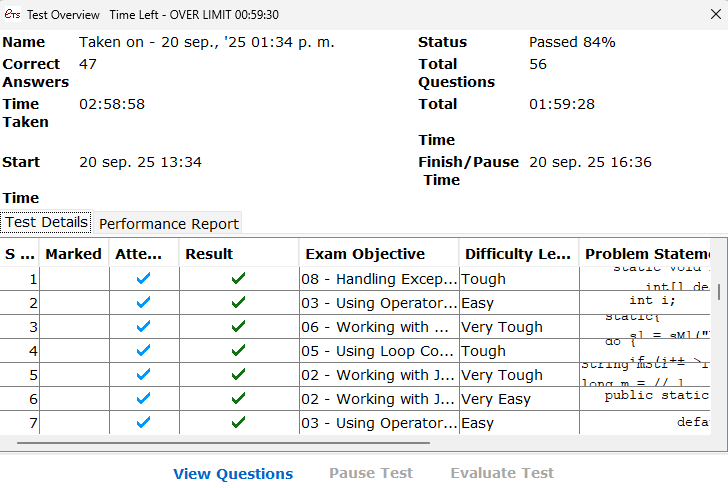 ets Test Overview Time Left - OVER LIMIT 00:59:30
Name Taken on - 20 sep., '25 01:34 p. m. Status Passed 84%
Correct Answers 47 Total Questions 56
Time Taken 02:58:58 Total Time 01:59:28
Start Time 20 sep. 25 13:34 Finish/Pause Time 20 sep. 25 16:36
Test Details Performance Report
S ... Marked Atte... Result Exam Objective Difficulty Le... Problem Stateme
1 08 - Handling Excep... Tough static void int[] de
2 03 - Using Operator... Easy int i;
3 06 - Working with ... Very Tough static{ s1 = sM1("
4 05 - Using Loop Co... Tough do { if (i++ >
5 02 - Working with J... Very Tough String mStr = long m = // 1
6 02 - Working with J... Very Easy public static
7 03 - Using Operator... Easy defa
View Questions Pause Test Evaluate Test